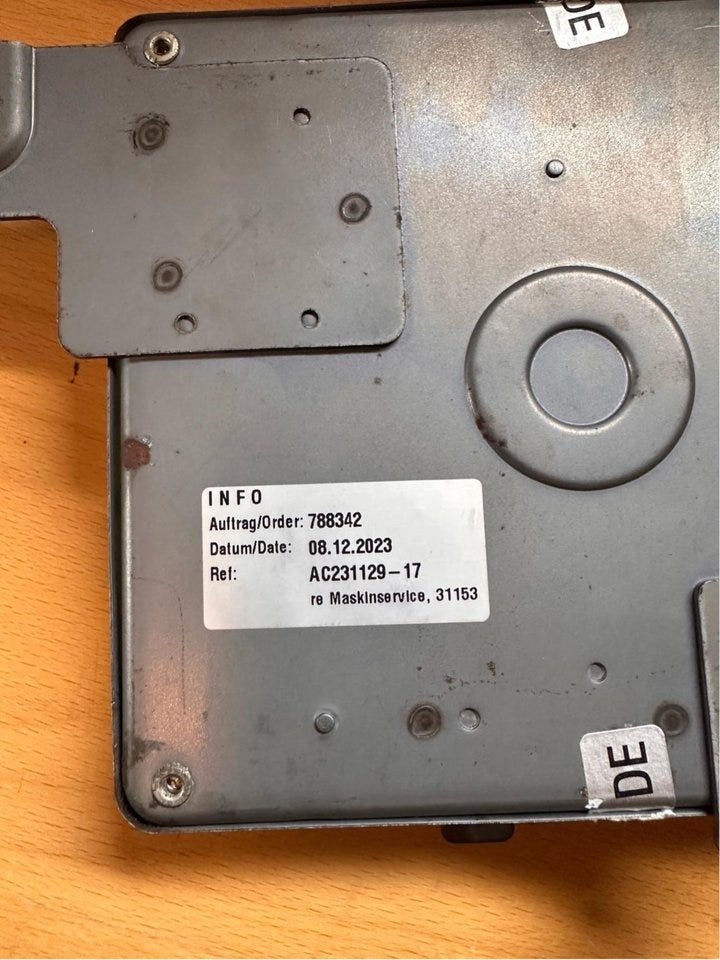 DE
INFO
Auftrag/Order: 788342
Datum/Date: 08.12.2023
Ref: AC231129-17
re Maskinservice, 31153
DE